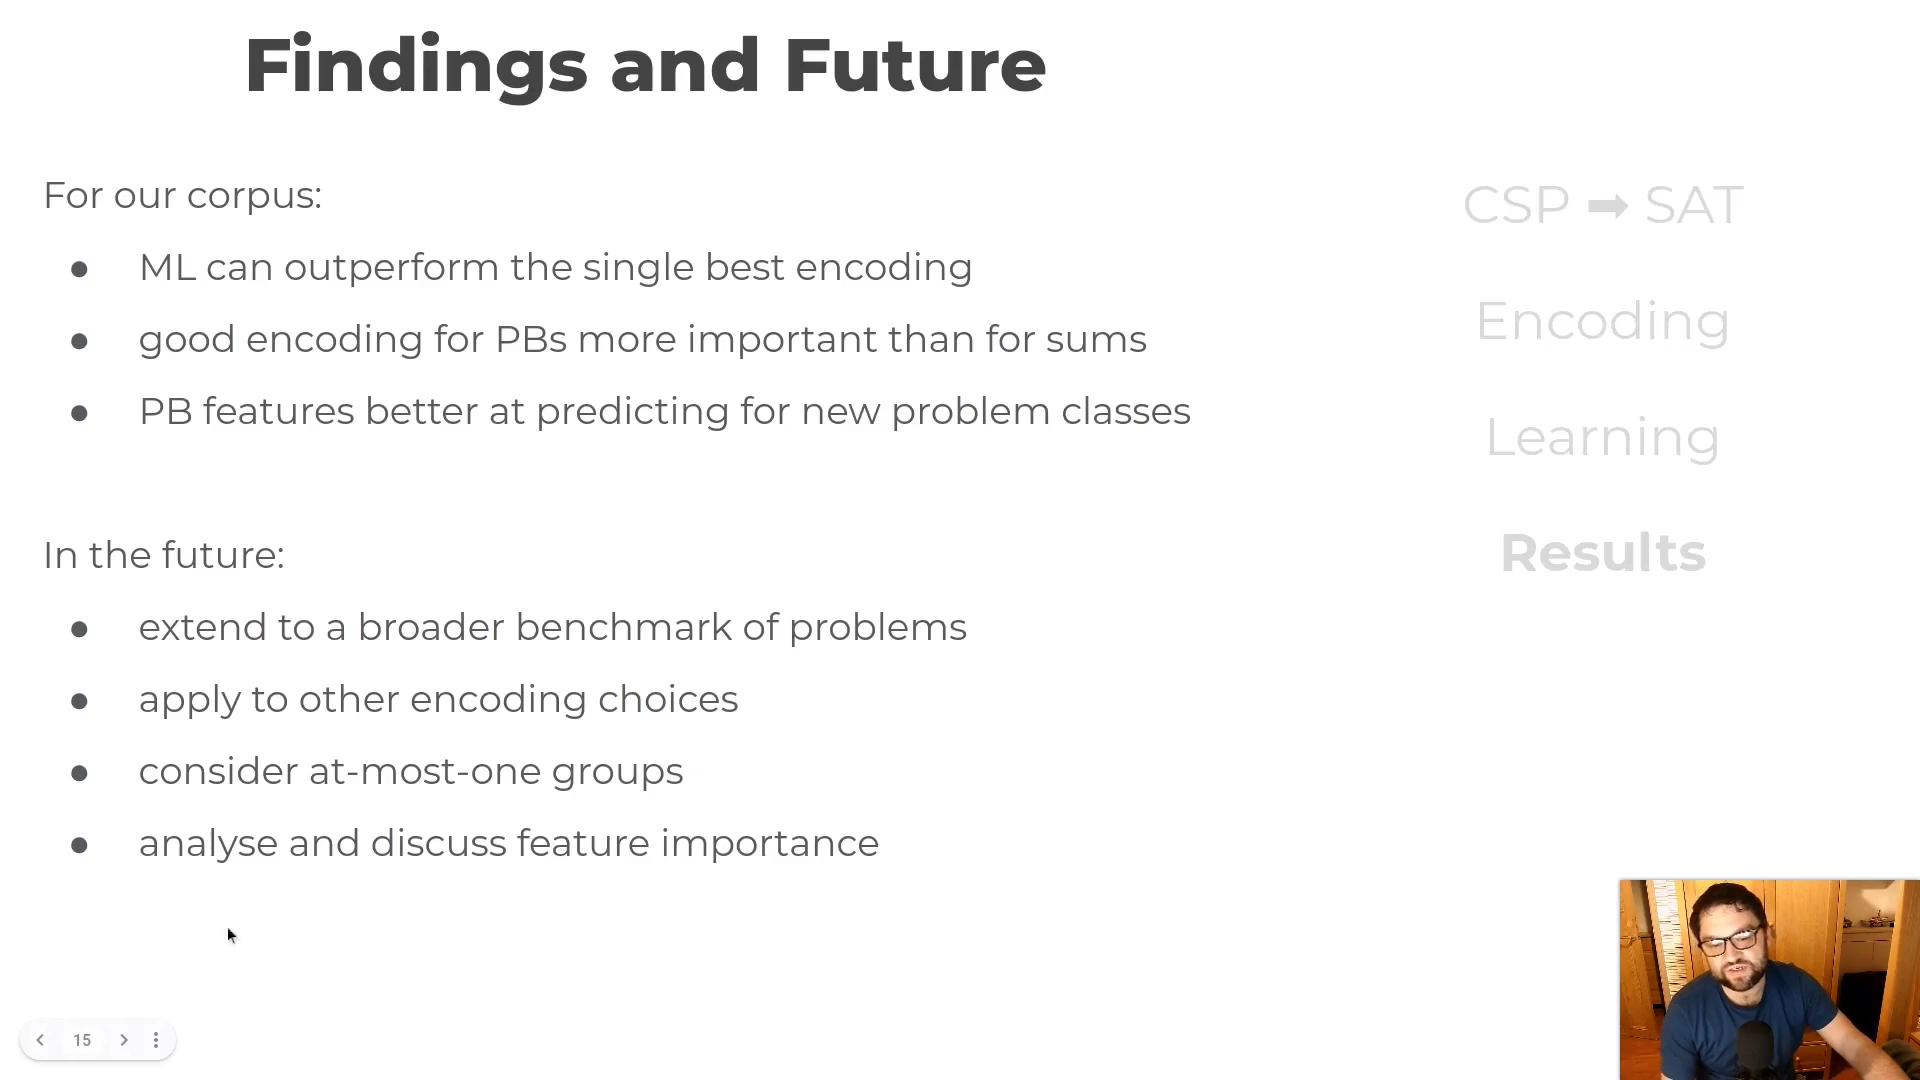 Findings and Future
For our corpus:
● ML can outperform the single best encoding
● good encoding for PBs more important than for sums
● PB features better at predicting for new problem classes
In the future:
● extend to a broader benchmark of problems
● apply to other encoding choices
● consider at-most-one groups
● analyse and discuss feature importance
CSP ➡ SAT
Encoding
Learning
Results
15